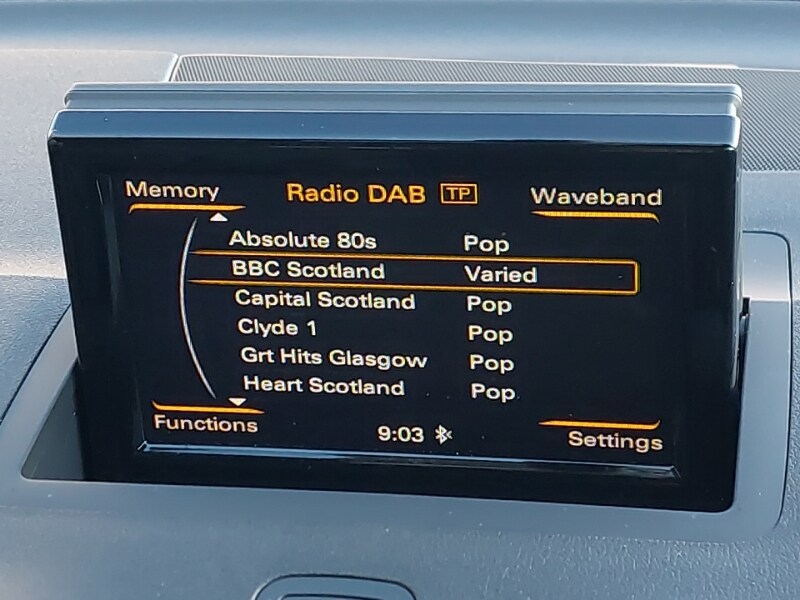 Memory Radio DAB TP Waveband
Absolute 80s Pop
BBC Scotland Varied
Capital Scotland Pop
Clyde 1 Pop
Grt Hits Glasgow Pop
Heart Scotland Pop
Functions 9:03 Settings